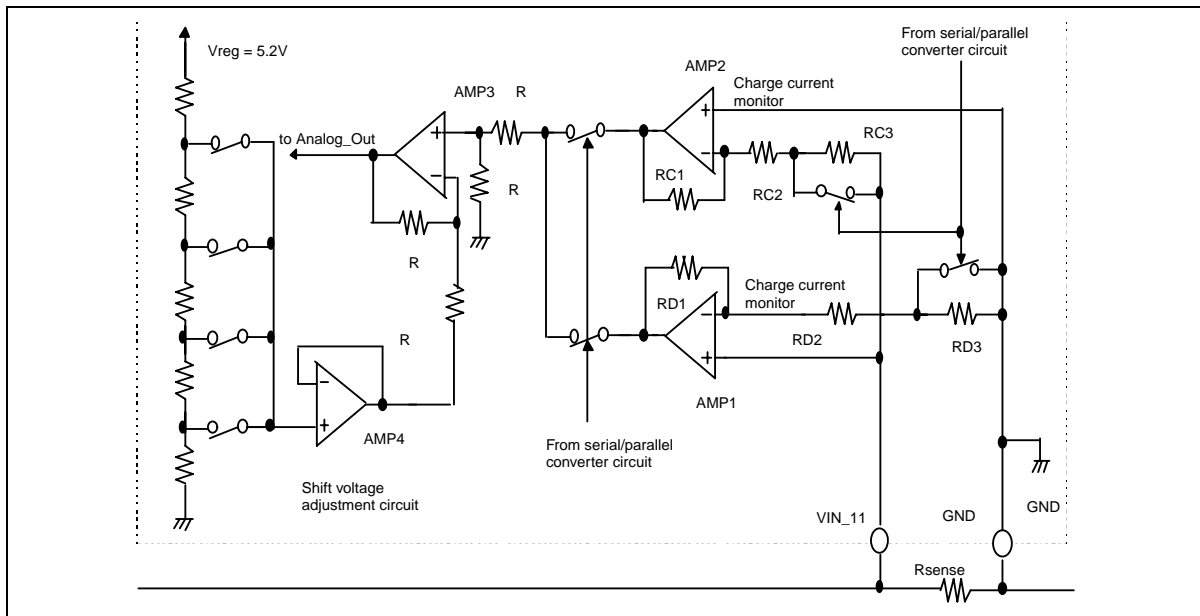 From serial/parallel
converter circuit
Vreg = 5.2V
AMP2
Charge current
monitor
AMP3
R
to Analog_Out
RC3
RC1
RC2
R
R
Charge current
monitor
RD1
RD2
RD3
R
AMP1
AMP4
From serial/parallel
converter circuit
Shift voltage
adjustment circuit
VIN_11
GND
GND
Rsense
+
-
+
-
-
+
-
+